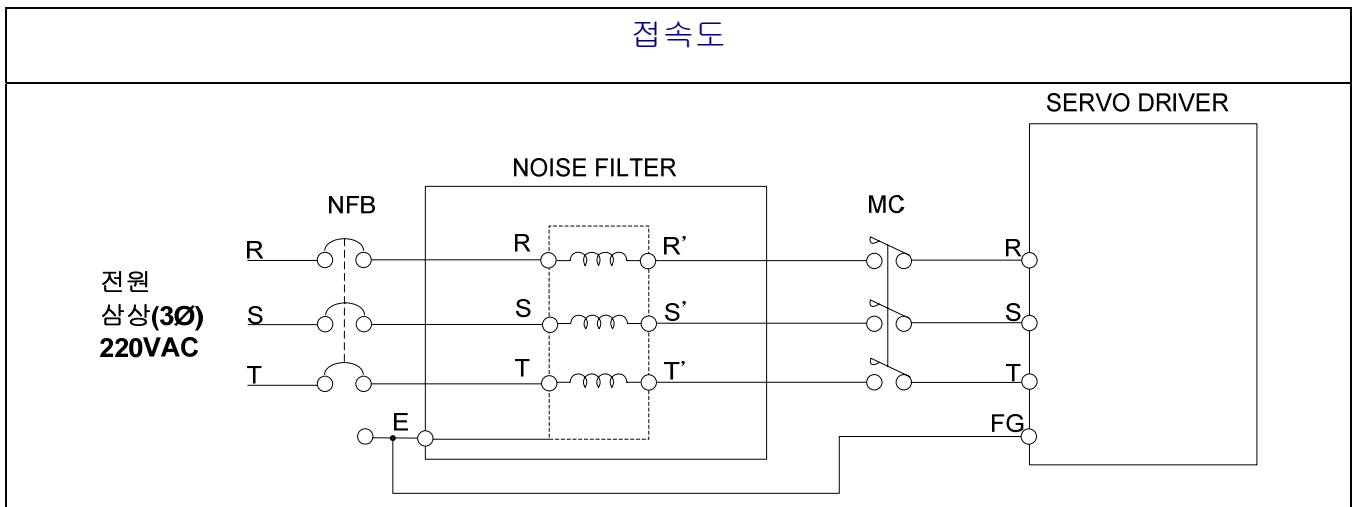 접속도
SERVO DRIVER
NOISE FILTER
NFB
MC
R
R
R’
R
전원
삼상(3Ø)
220VAC
S
S
S’
S
T
T
T’
T
E
FG